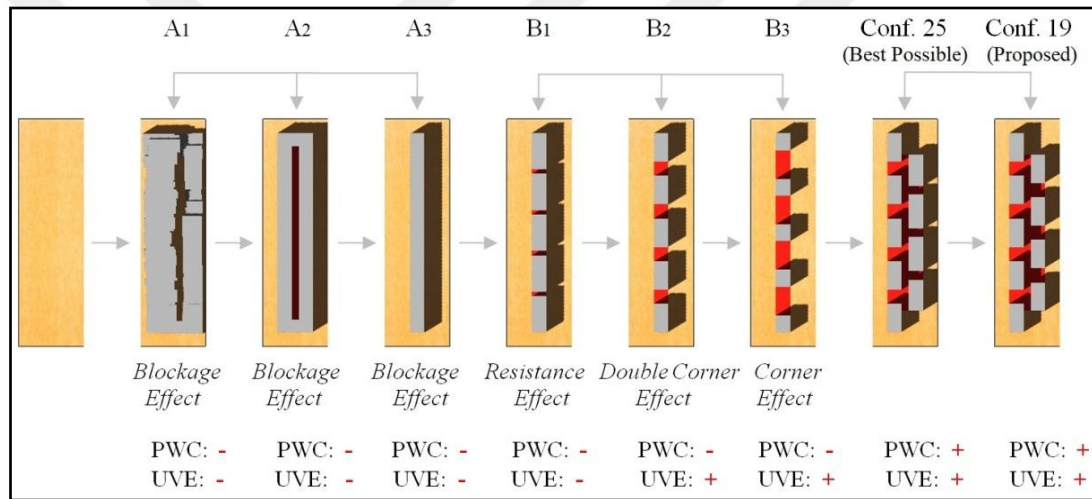 A1 A2 A3 B1 B2 B3 Conf. 25 Conf. 19
(Best Possible) (Proposed)
Blockage Blockage Blockage Resistance Double Corner Corner
Effect Effect Effect Effect Effect Effect
PWC: - PWC: - PWC: - PWC: - PWC: - PWC: - PWC: + PWC: +
UVE: - UVE: - UVE: - UVE: - UVE: + UVE: + UVE: + UVE: +